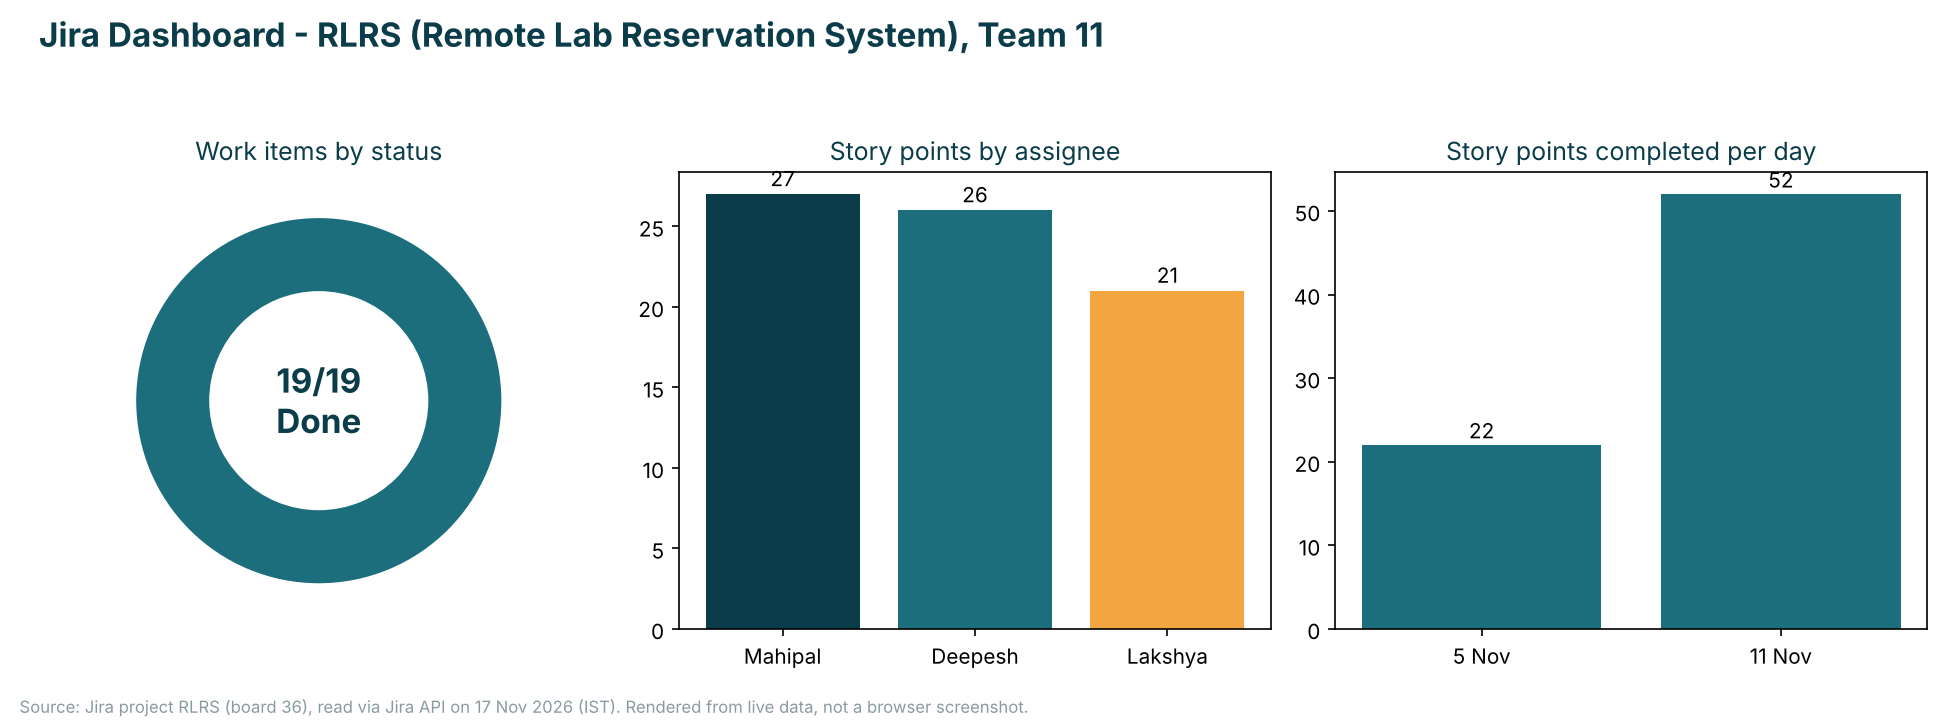 Jira Dashboard - RLRS (Remote Lab Reservation System), Team 11
Work items by status
19/19
Done
Story points by assignee
27
26
21
25
20
15
10
5
0
Mahipal
Deepesh
Lakshya
Story points completed per day
52
22
50
40
30
20
10
0
5 Nov
11 Nov
Source: Jira project RLRS (board 36), read via Jira API on 17 Nov 2026 (IST). Rendered from live data, not a browser screenshot.